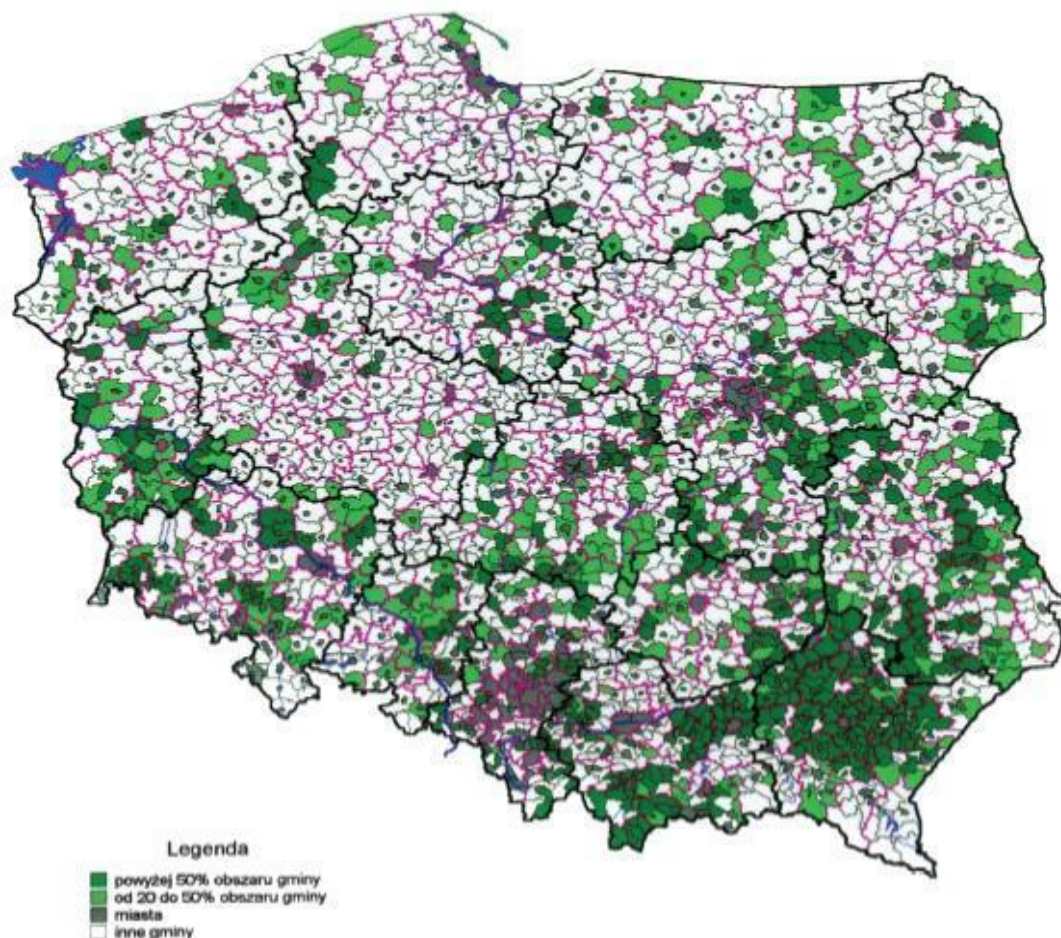 Legenda
powyżej 50% obszaru gminy
od 20 do 50% obszaru gminy
miasta
inne gminy